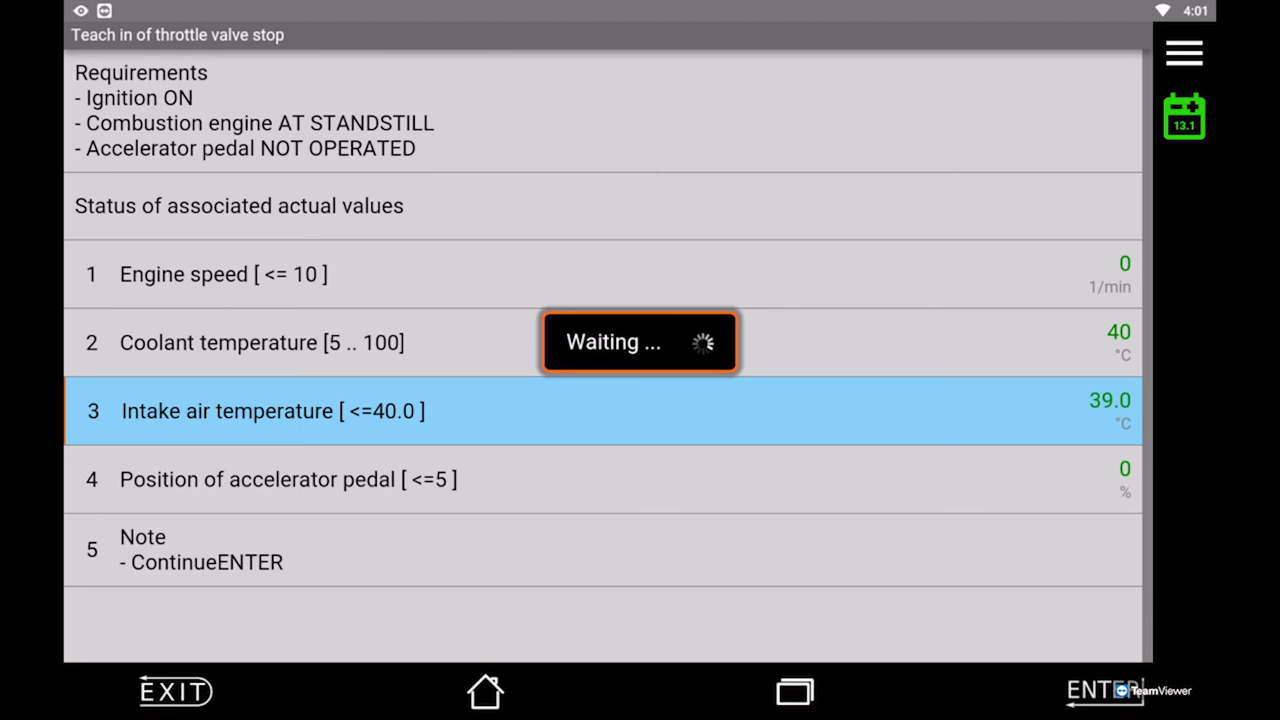 4:01
Teach in of throttle valve stop
Requirements
- Ignition ON
- Combustion engine AT STANDSTILL
- Accelerator pedal NOT OPERATED
13.1
Status of associated actual values
1 Engine speed [ <= 10 ] 0
1/min
2 Coolant temperature [5 .. 100] 40
°C
Waiting ...
3 Intake air temperature [ <=40.0 ] 39.0
°C
4 Position of accelerator pedal [ <=5 ] 0
%
5 Note
- ContinueENTER
EXIT
ENTER
TeamViewer